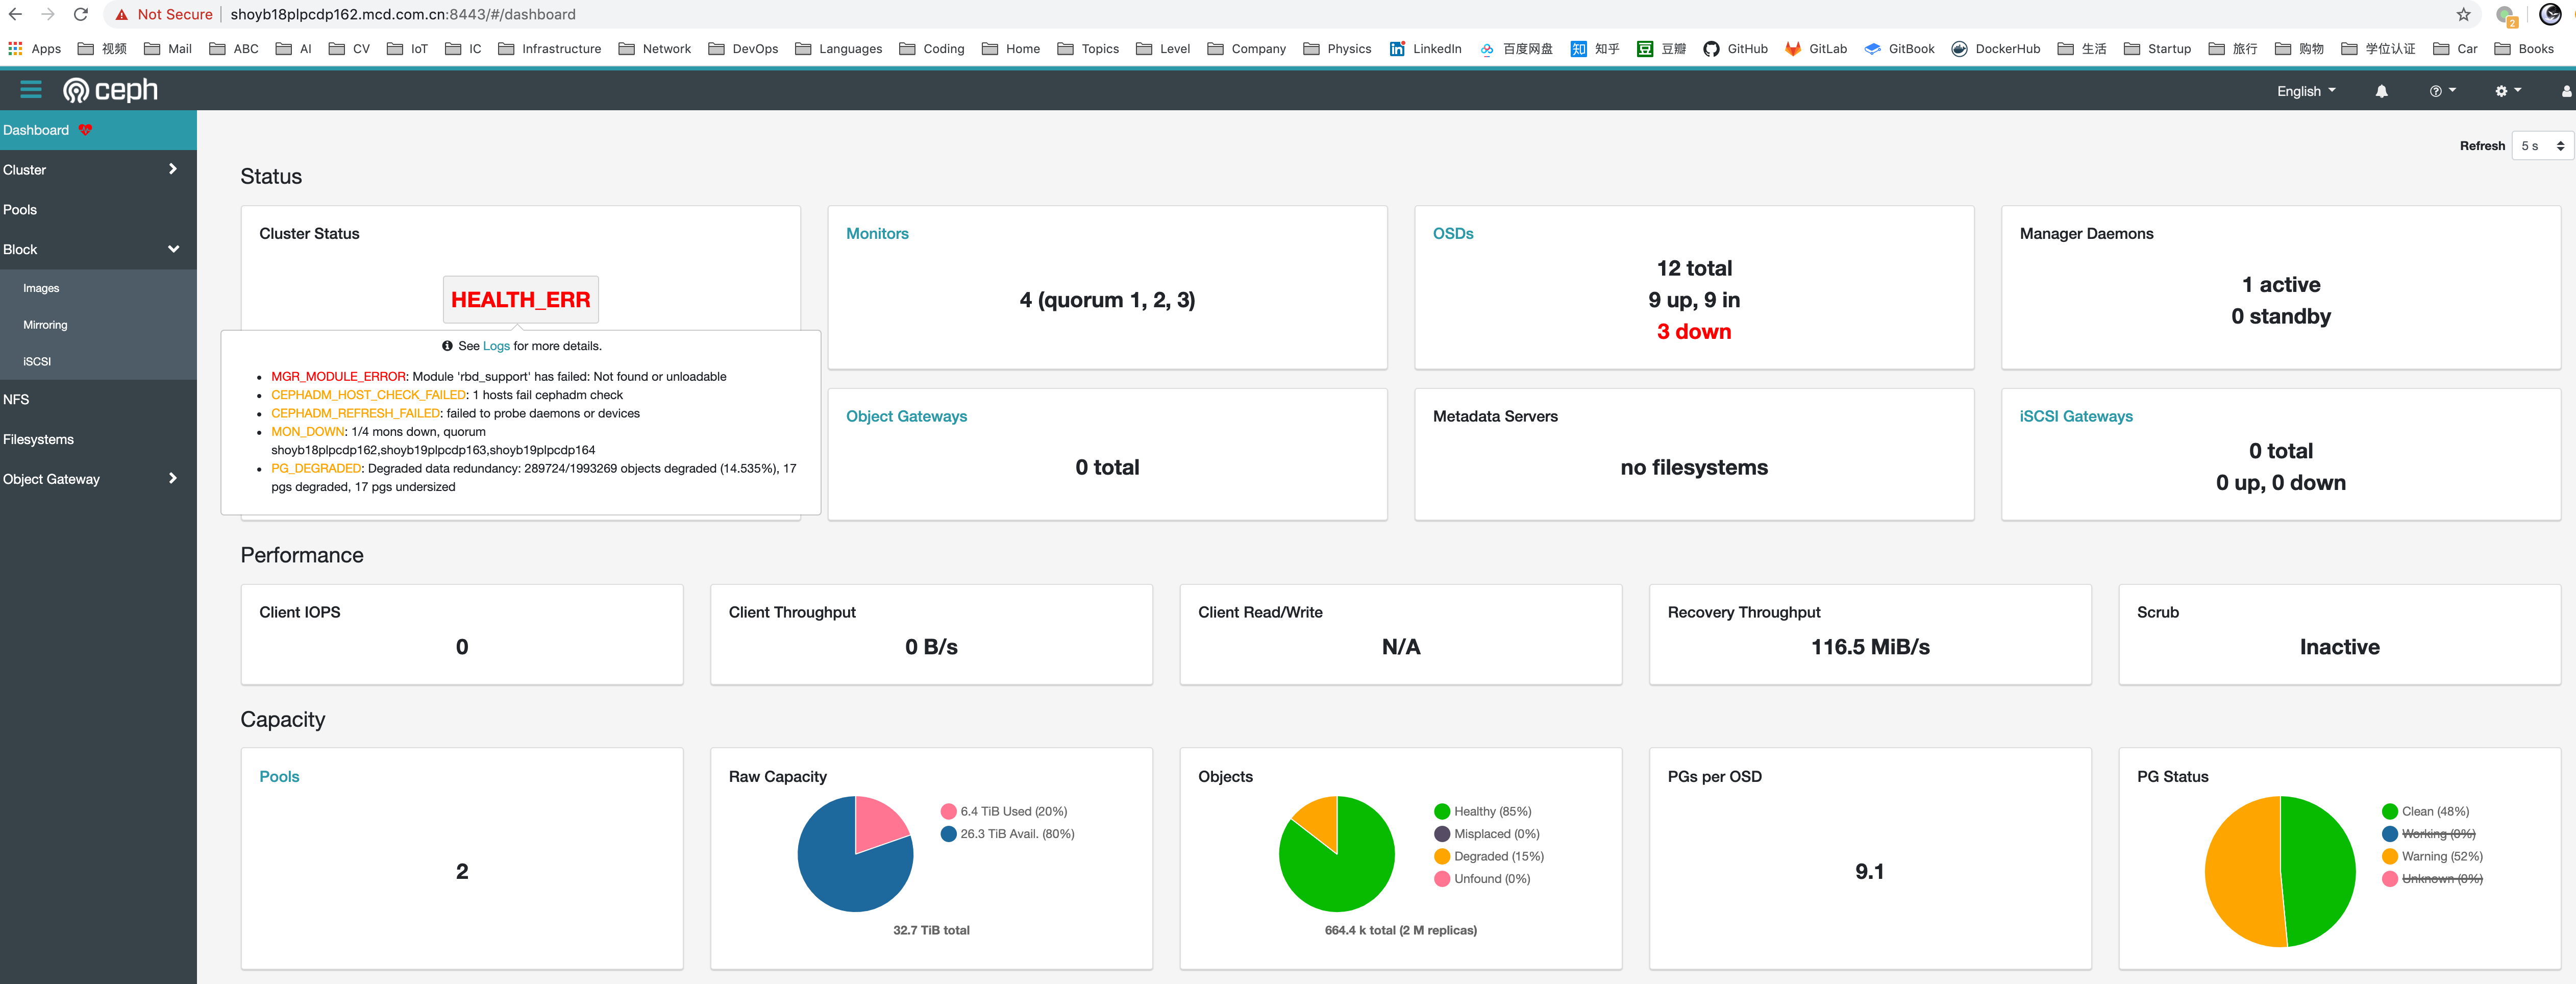 Not Secure | shoyb18plpcdp162.mcd.com.cn:8443/#/dashboard
2
Apps 视频 Mail ABC AI CV IoT IC Infrastructure Network DevOps Languages Coding Home Topics Level Company Physics LinkedIn 百度网盘 知乎 豆瓣 GitHub GitLab GitBook DockerHub 生活 Startup 旅行 购物 学位认证 Car Books
ceph
English
Dashboard
Cluster
Pools
Block
Images
Mirroring
iSCSI
NFS
Filesystems
Object Gateway
Refresh 5 s
Status
Cluster Status
HEALTH_ERR
See Logs for more details.
MGR_MODULE_ERROR: Module 'rbd_support' has failed: Not found or unloadable
CEPHADM_HOST_CHECK_FAILED: 1 hosts fail cephadm check
CEPHADM_REFRESH_FAILED: failed to probe daemons or devices
MON_DOWN: 1/4 mons down, quorum
shoyb18plpcdp162,shoyb19plpcdp163,shoyb19plpcdp164
PG_DEGRADED: Degraded data redundancy: 289724/1993269 objects degraded (14.535%), 17
pgs degraded, 17 pgs undersized
Monitors
4 (quorum 1, 2, 3)
OSDs
12 total
9 up, 9 in
3 down
Manager Daemons
1 active
0 standby
Object Gateways
0 total
Metadata Servers
no filesystems
iSCSI Gateways
0 total
0 up, 0 down
Performance
Client IOPS
0
Client Throughput
0 B/s
Client Read/Write
N/A
Recovery Throughput
116.5 MiB/s
Scrub
Inactive
Capacity
Pools
2
Raw Capacity
6.4 TiB Used (20%)
26.3 TiB Avail. (80%)
32.7 TiB total
Objects
Healthy (85%)
Misplaced (0%)
Degraded (15%)
Unfound (0%)
664.4 k total (2 M replicas)
PGs per OSD
9.1
PG Status
Clean (48%)
Working (0%)
Warning (52%)
Unknown (0%)